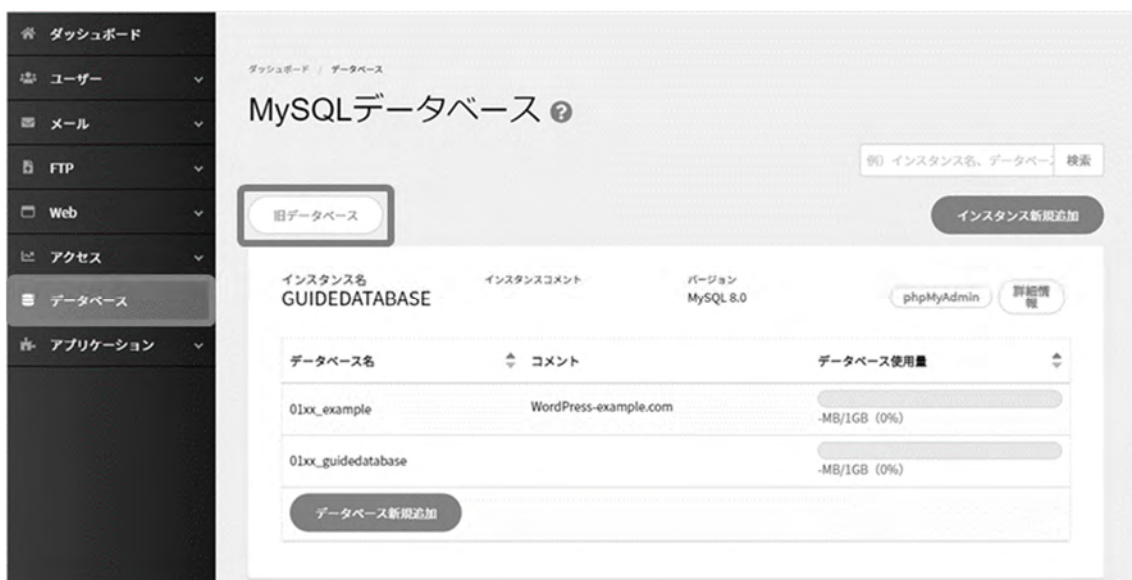 ダッシュボード
ユーザー
メール
FTP
Web
アクセス
データベース
アプリケーション
ダッシュボード / データベース
MySQLデータベース ?
例）インスタンス名、データベー
検索
旧データベース
インスタンス新規追加
インスタンス名
GUIDEDATABASE
インスタンスコメント
バージョン
MySQL 8.0
phpMyAdmin
詳細情
報
データベース名
コメント
データベース使用量
01xx_example
WordPress-example.com
-MB/1GB（0%）
01xx_guidedatabase
-MB/1GB（0%）
データベース新規追加